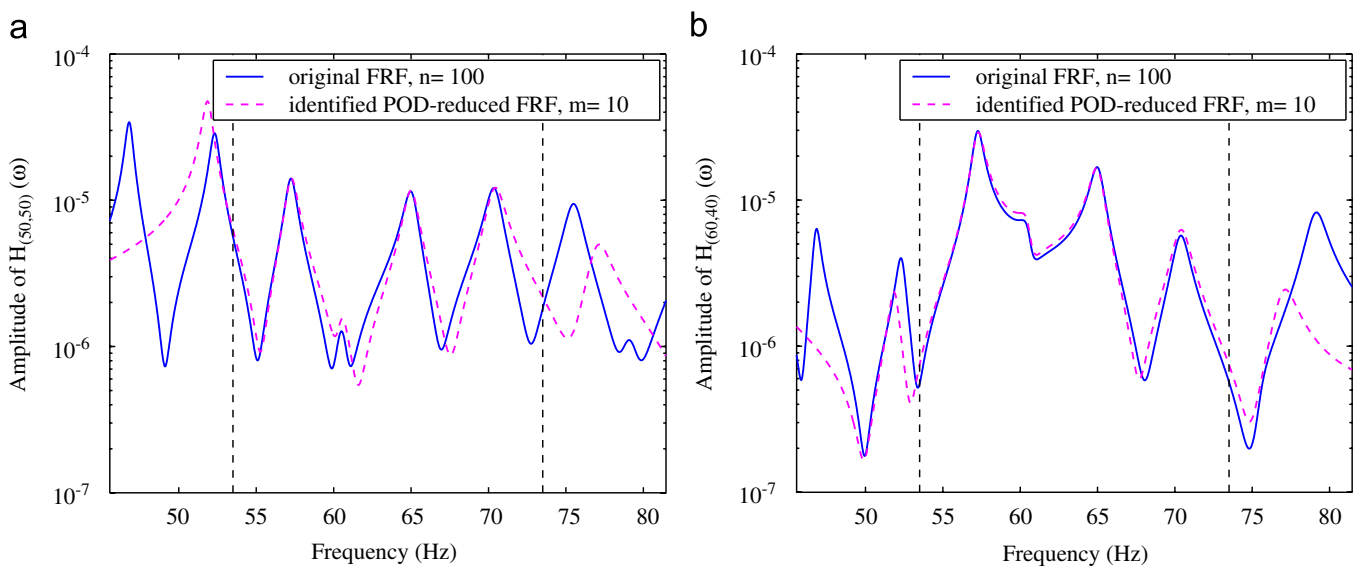 a
10^-4
10^-5
10^-6
10^-7
Amplitude of H_(50,50) (ω)
original FRF, n= 100
identified POD-reduced FRF, m= 10
50 55 60 65 70 75 80
Frequency (Hz)
b
10^-4
10^-5
10^-6
10^-7
Amplitude of H_(60,40) (ω)
original FRF, n= 100
identified POD-reduced FRF, m= 10
50 55 60 65 70 75 80
Frequency (Hz)